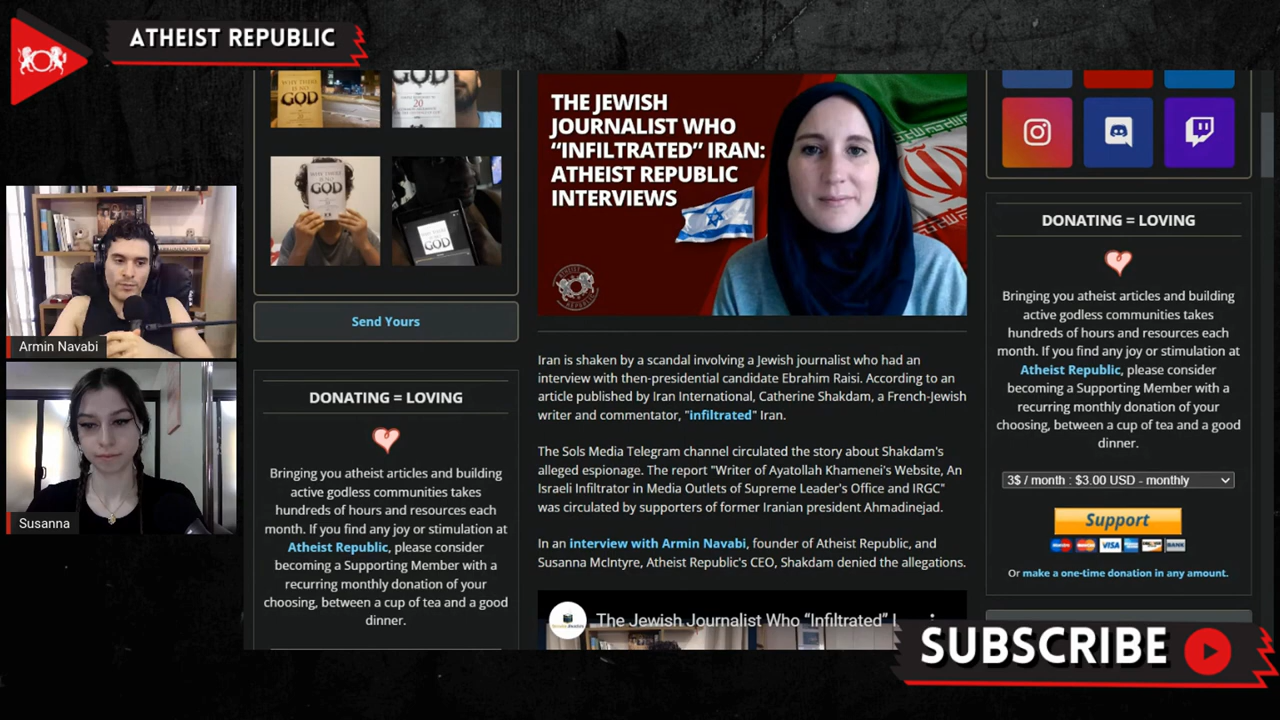 ATHEIST REPUBLIC
Armin Navabi
Susanna
GOD
GOD
20
GOD
GOD
Send Yours
DONATING = LOVING
Bringing you atheist articles and building
active godless communities takes
hundreds of hours and resources each
month. If you find any joy or stimulation at
Atheist Republic, please consider
becoming a Supporting Member with a
recurring monthly donation of your
choosing, between a cup of tea and a good
dinner.
THE JEWISH
JOURNALIST WHO
“INFILTRATED” IRAN:
ATHEIST REPUBLIC
INTERVIEWS
Iran is shaken by a scandal involving a Jewish journalist who had an
interview with then-presidential candidate Ebrahim Raisi. According to an
article published by Iran International, Catherine Shakdam, a French-Jewish
writer and commentator, "infiltrated" Iran.
The Sols Media Telegram channel circulated the story about Shakdam's
alleged espionage. The report "Writer of Ayatollah Khamenei's Website, An
Israeli Infiltrator in Media Outlets of Supreme Leader's Office and IRGC"
was circulated by supporters of former Iranian president Ahmadinejad.
In an interview with Armin Navabi, founder of Atheist Republic, and
Susanna McIntyre, Atheist Republic's CEO, Shakdam denied the allegations.
The Jewish Journalist Who “Infiltrated” I
DONATING = LOVING
Bringing you atheist articles and building
active godless communities takes
hundreds of hours and resources each
month. If you find any joy or stimulation at
Atheist Republic, please consider
becoming a Supporting Member with a
recurring monthly donation of your
choosing, between a cup of tea and a good
dinner.
3$ / month : $3.00 USD - monthly
Support
VISA
BANK
Or make a one-time donation in any amount.
SUBSCRIBE